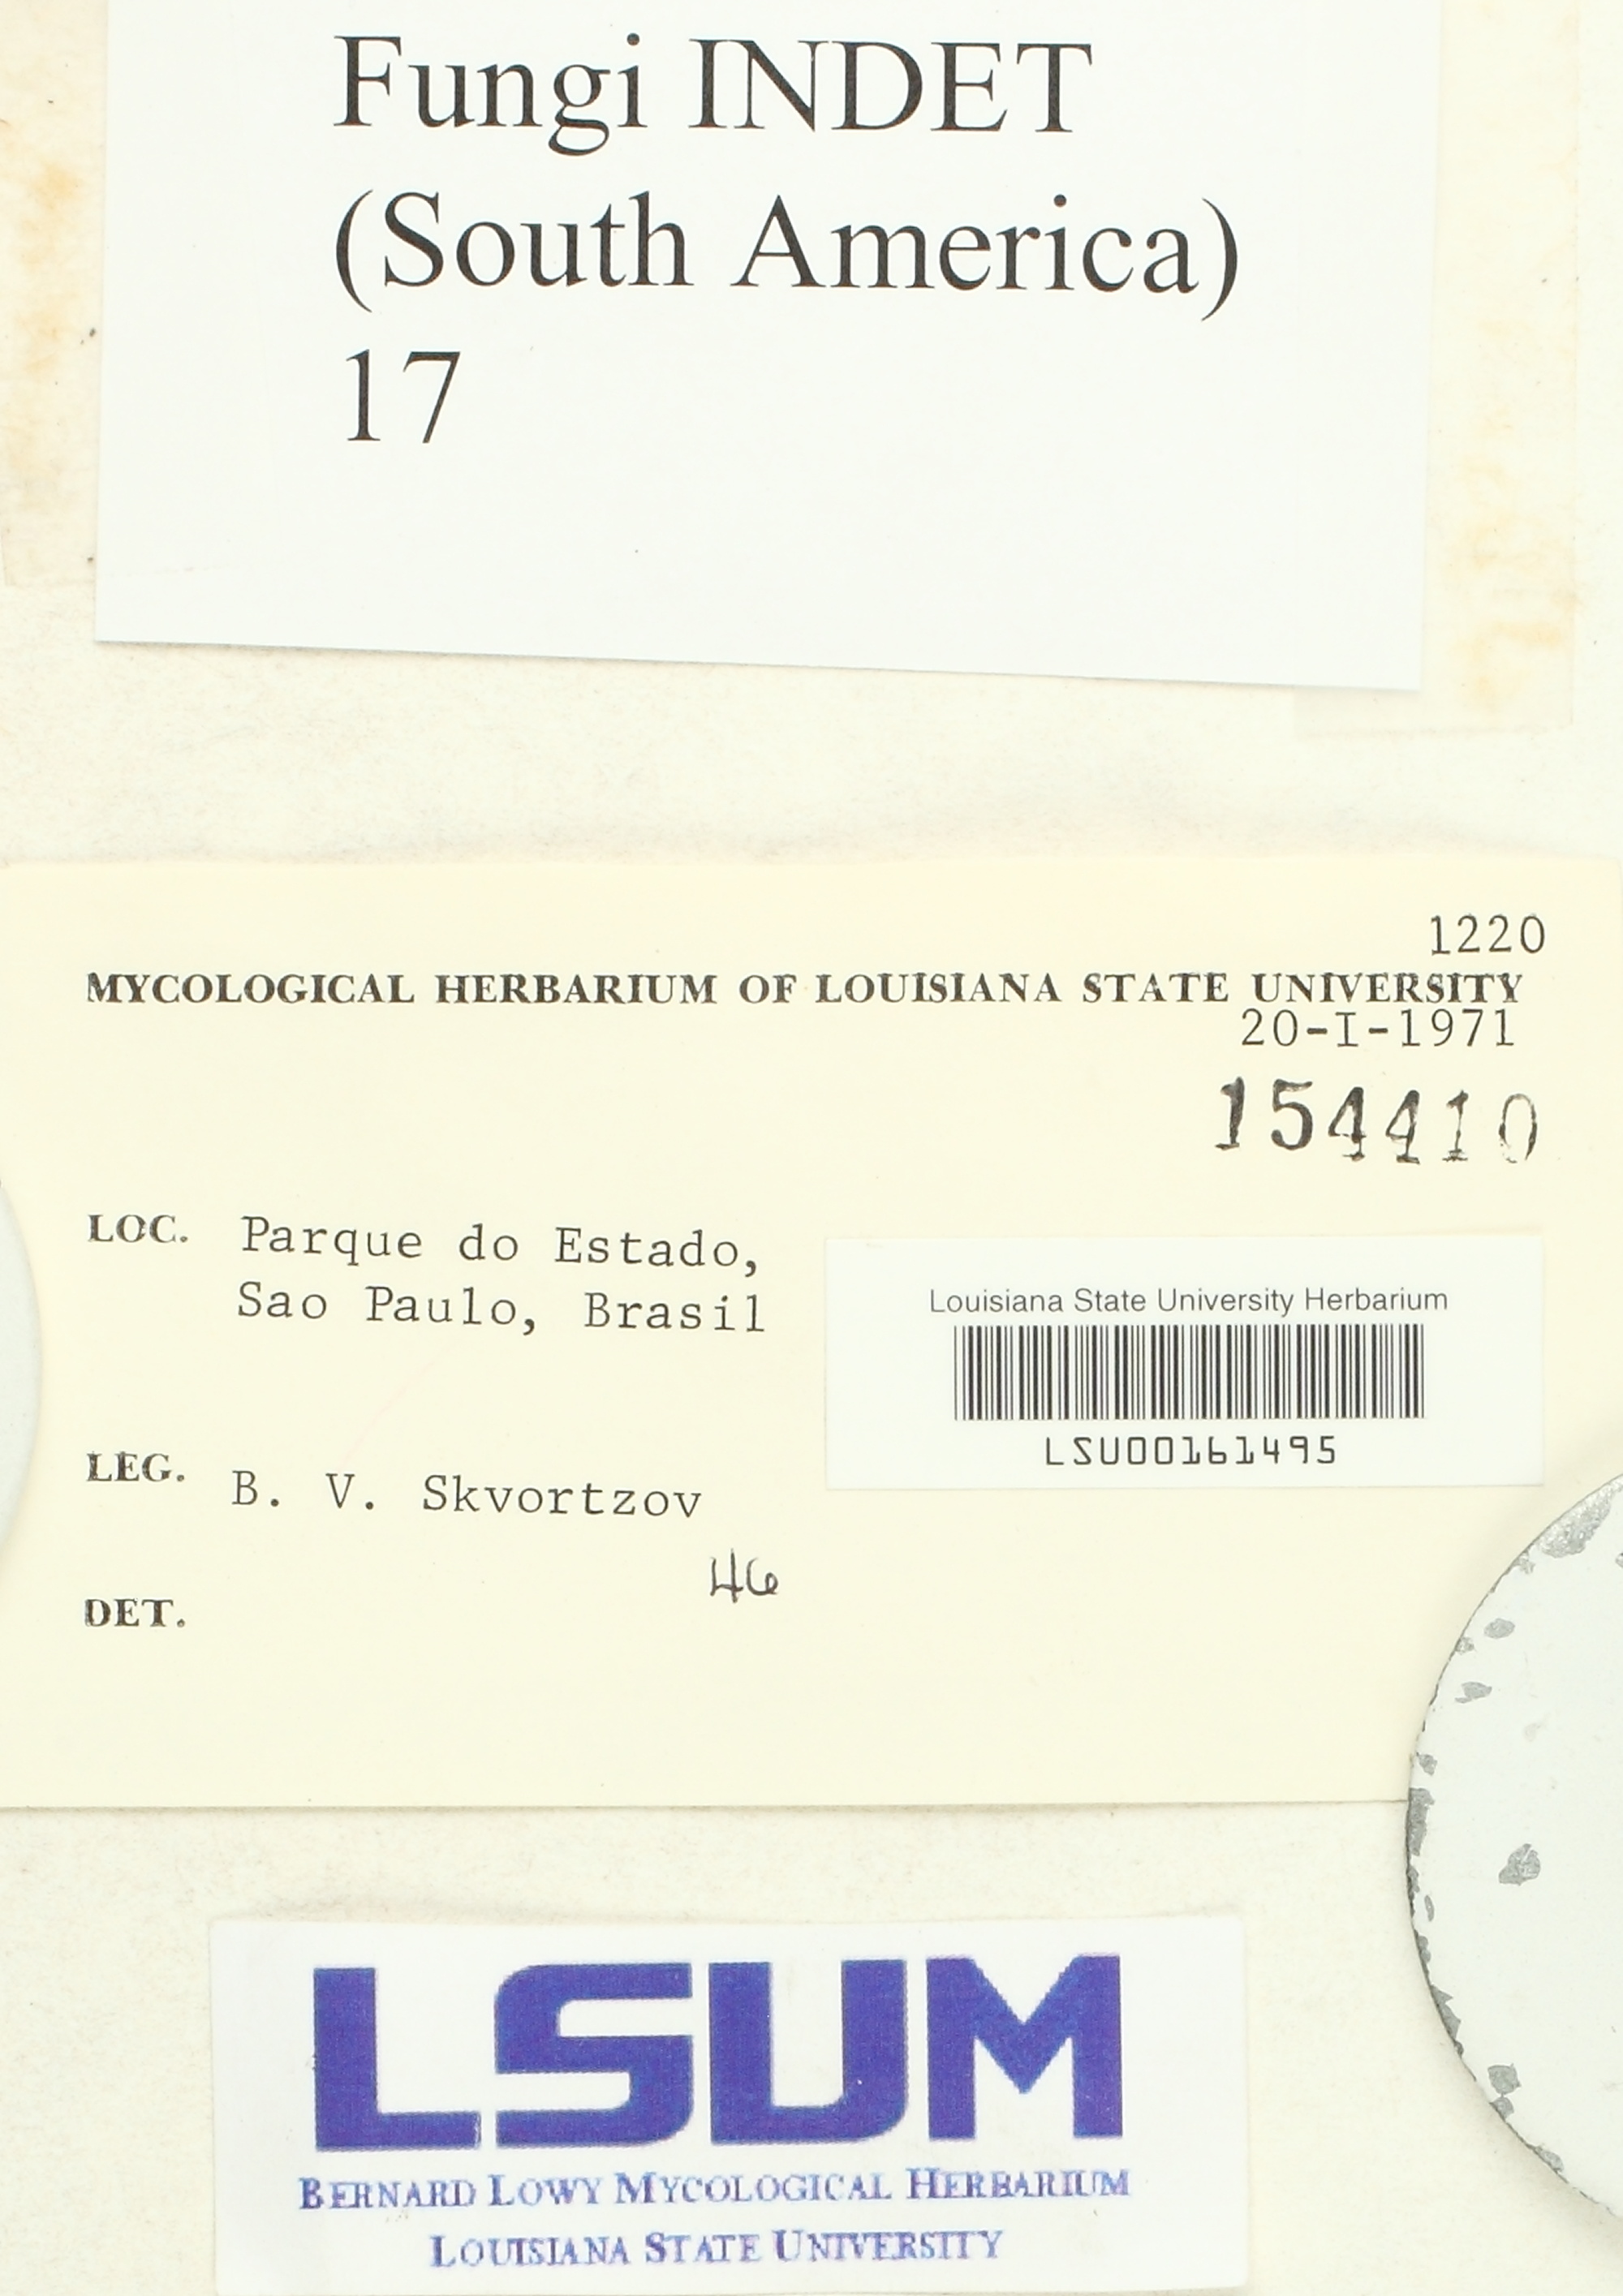 Fungi INDET
(South America)
17
1220
MYCOLOGICAL HERBARIUM OF LOUISIANA STATE UNIVERSITY
20-I-1971
154410
LOC. Parque do Estado,
Sao Paulo, Brasil
Louisiana State University Herbarium
LSU00161495
LEG. B. V. Skvortzov
46
DET.
LSUM
BERNARD LOWY MYCOLOGICAL HERBARIUM
LOUISIANA STATE UNIVERSITY